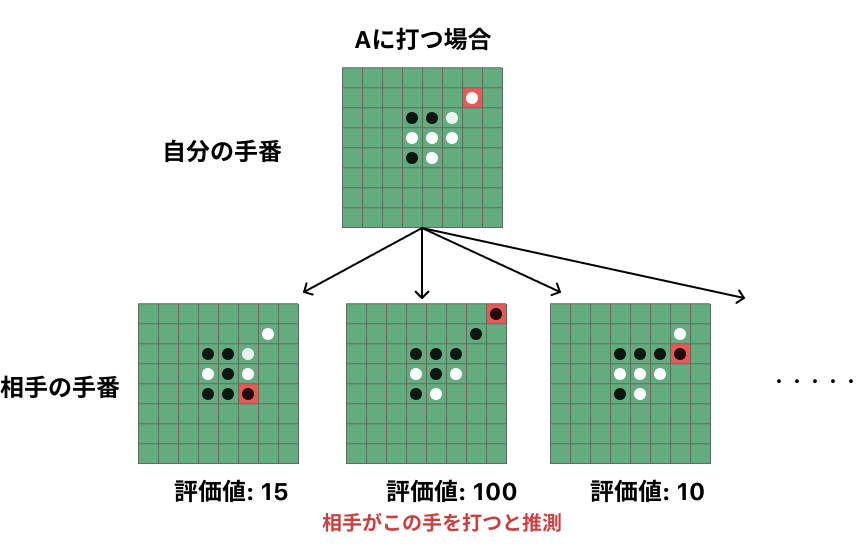 Aに打つ場合
自分の手番
相手の手番
・・・・・
評価値: 15
評価値: 100
評価値: 10
相手がこの手を打つと推測